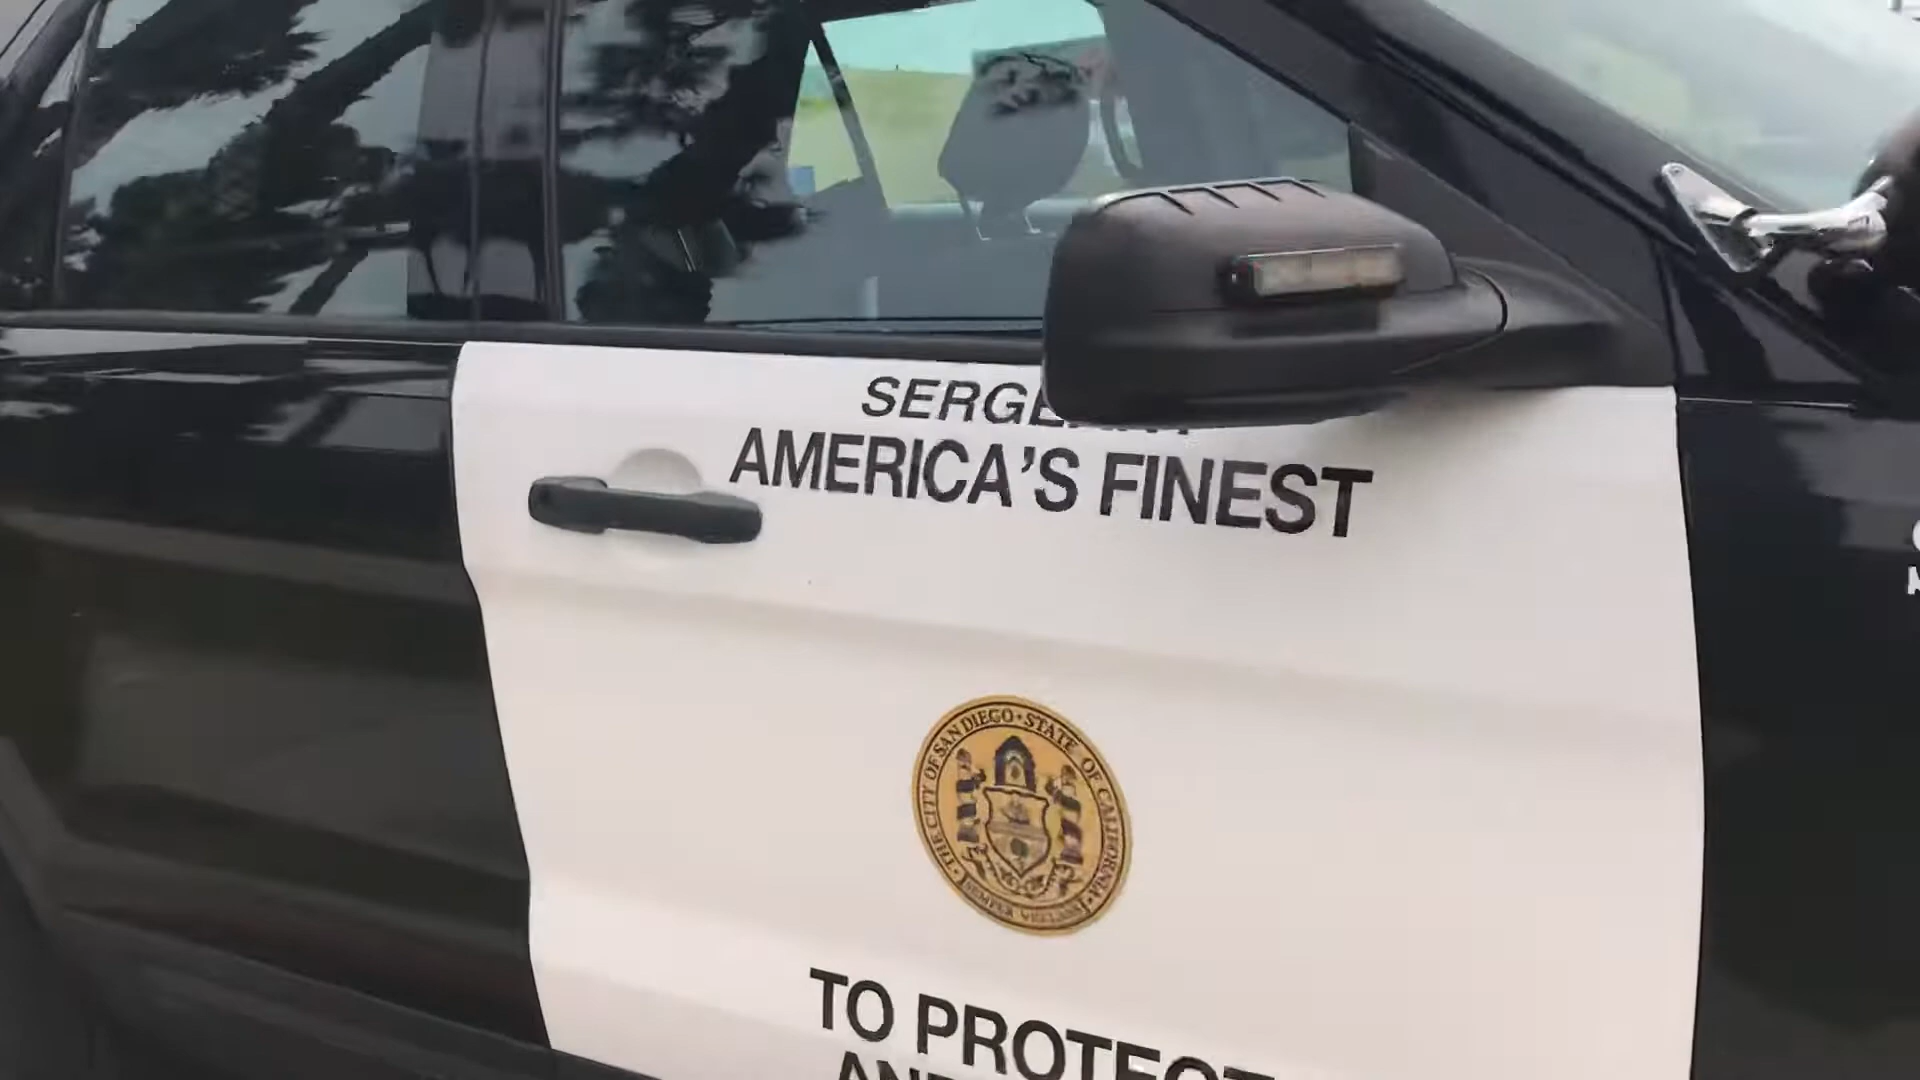 SERGE
AMERICA'S FINEST
THE CITY OF SAN DIEGO • STATE OF CALIFORNIA
SEMPER VIGILANS
TO PROTECT